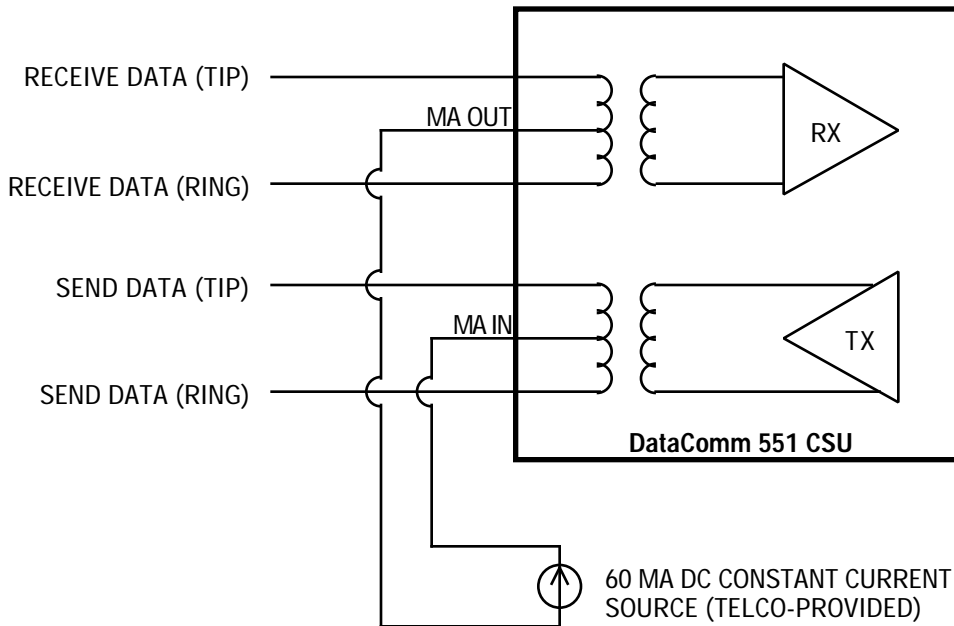 RECEIVE DATA (TIP)
MA OUT
RX
RECEIVE DATA (RING)
SEND DATA (TIP)
MA IN
TX
SEND DATA (RING)
DataComm 551 CSU
60 MA DC CONSTANT CURRENT
SOURCE (TELCO-PROVIDED)